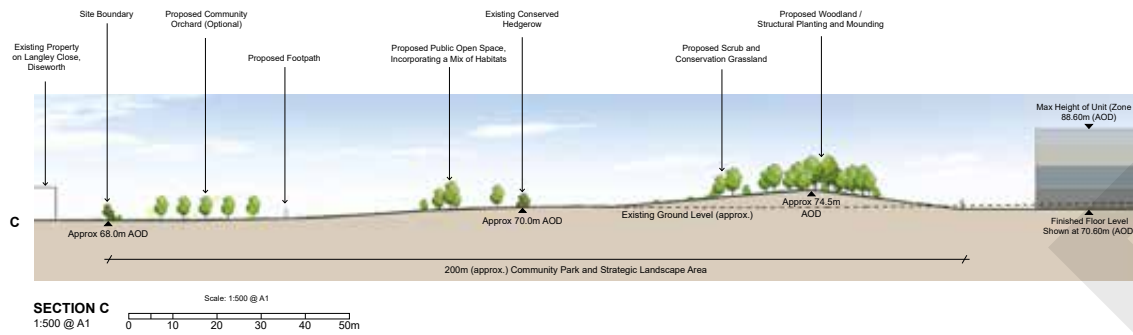 Site Boundary
Proposed Community
Orchard (Optional)
Existing Conserved
Hedgerow
Proposed Woodland /
Structural Planting and Mounding
Existing Property
on Langley Close,
Diseworth
Proposed Footpath
Proposed Public Open Space,
Incorporating a Mix of Habitats
Proposed Scrub and
Conservation Grassland
Max Height of Unit (Zone
88.60m (AOD)
C
Approx 68.0m AOD
Approx 70.0m AOD
Existing Ground Level (approx.)
Approx 74.5m
AOD
Finished Floor Level
Shown at 70.60m (AOD
200m (approx.) Community Park and Strategic Landscape Area
SECTION C
1:500 @ A1
Scale: 1:500 @ A1
0 10 20 30 40 50m